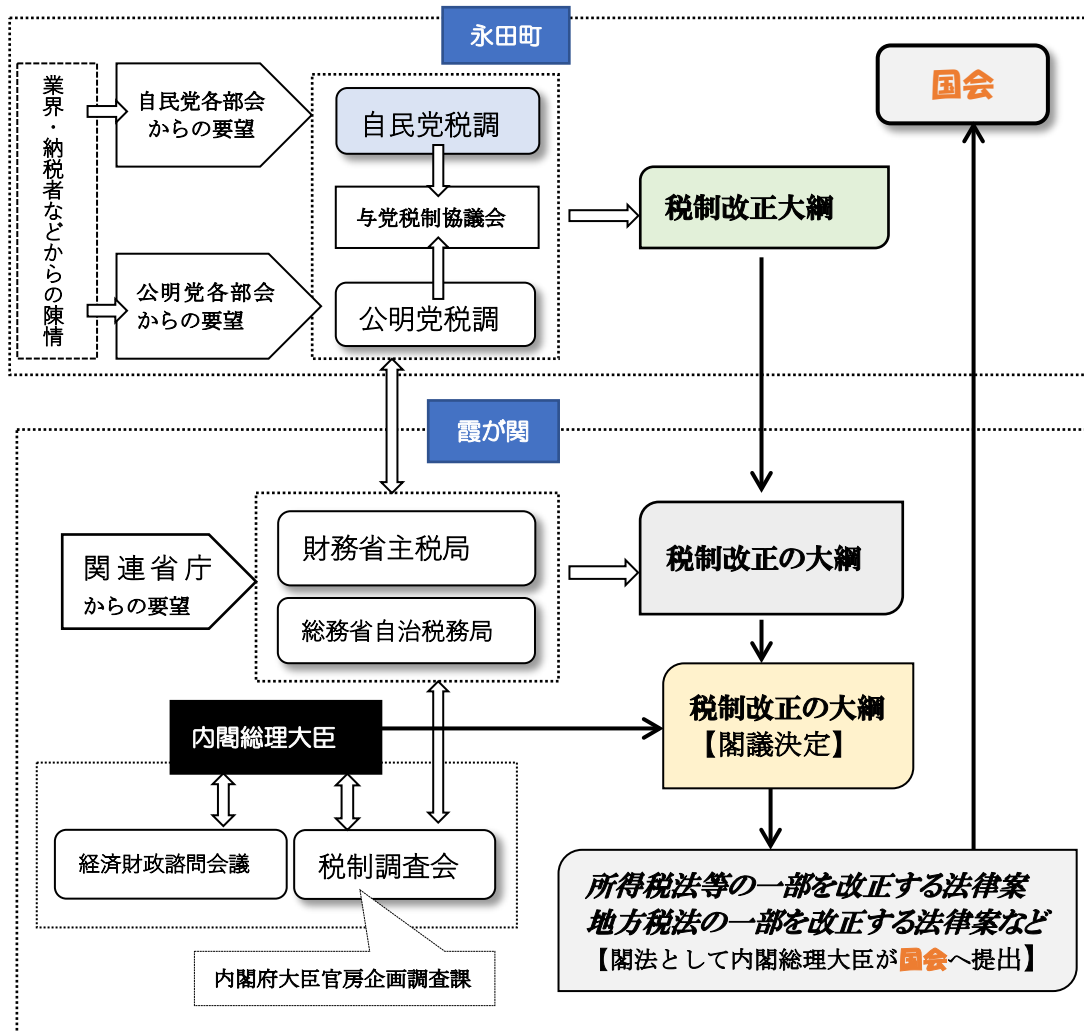 永田町
国会
業界・納税者などからの陳情
自民党各部会
からの要望
自民党税調
与党税制協議会
税制改正大綱
公明党各部会
からの要望
公明党税調
霞が関
関連省庁
からの要望
財務省主税局
総務省自治税務局
税制改正の大綱
税制改正の大綱
【閣議決定】
内閣総理大臣
経済財政諮問会議
税制調査会
内閣府大臣官房企画調査課
所得税法等の一部を改正する法律案
地方税法の一部を改正する法律案など
【閣法として内閣総理大臣が国会へ提出】